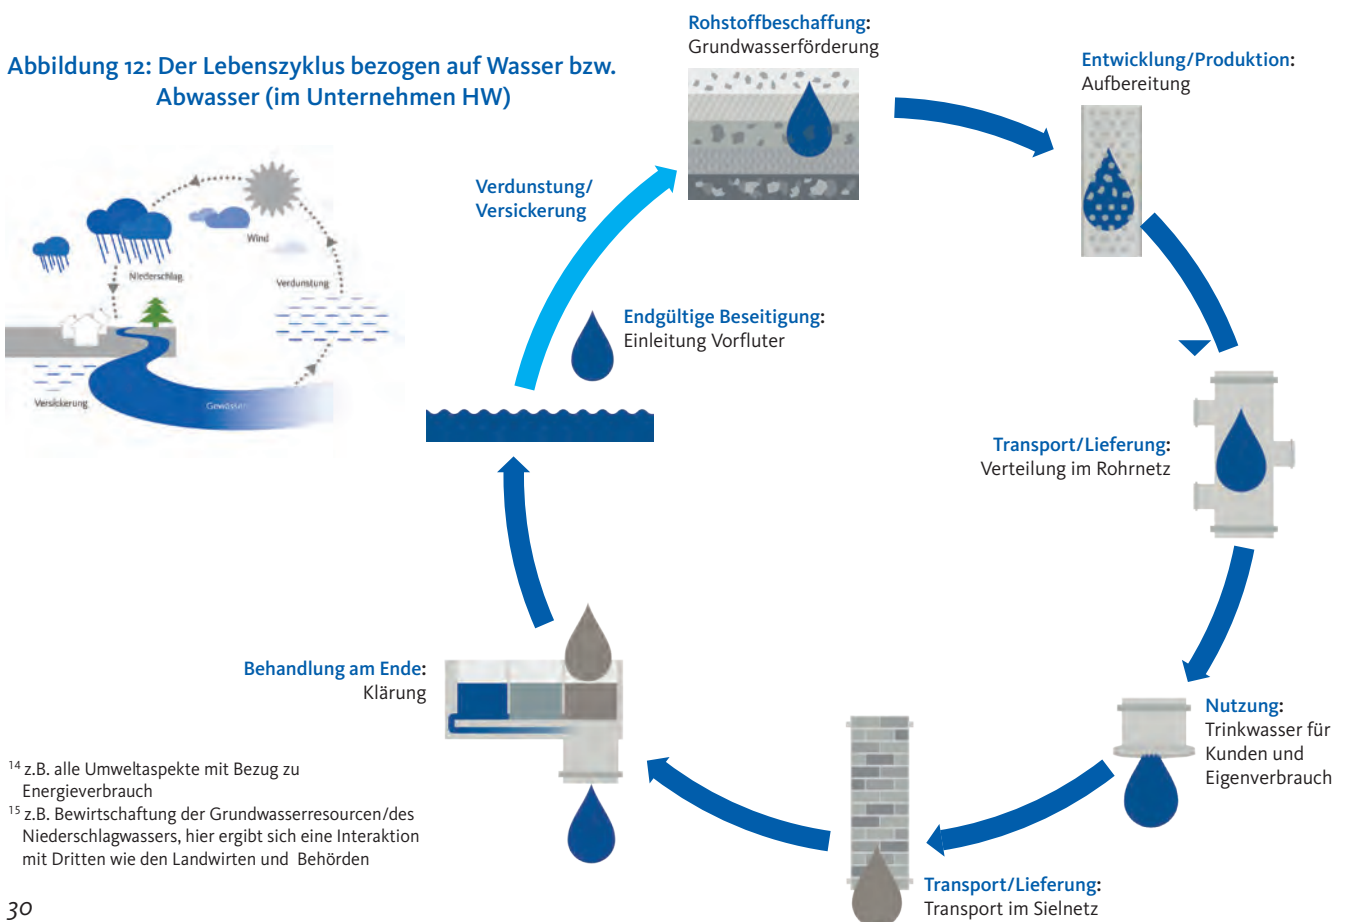 Abbildung 12: Der Lebenszyklus bezogen auf Wasser bzw.
Abwasser (im Unternehmen HW)
Wind
Niederschlag
Verdunstung
Versickerung
Gewässer
Rohstoffbeschaffung:
Grundwasserförderung
Entwicklung/Produktion:
Aufbereitung
Verdunstung/
Versickerung
Endgültige Beseitigung:
Einleitung Vorfluter
Transport/Lieferung:
Verteilung im Rohrnetz
Nutzung:
Trinkwasser für
Kunden und
Eigenverbrauch
Transport/Lieferung:
Transport im Sielnetz
Behandlung am Ende:
Klärung
14 z.B. alle Umweltaspekte mit Bezug zu
Energieverbrauch
15 z.B. Bewirtschaftung der Grundwasserresourcen/des
Niederschlagwassers, hier ergibt sich eine Interaktion
mit Dritten wie den Landwirten und Behörden
30